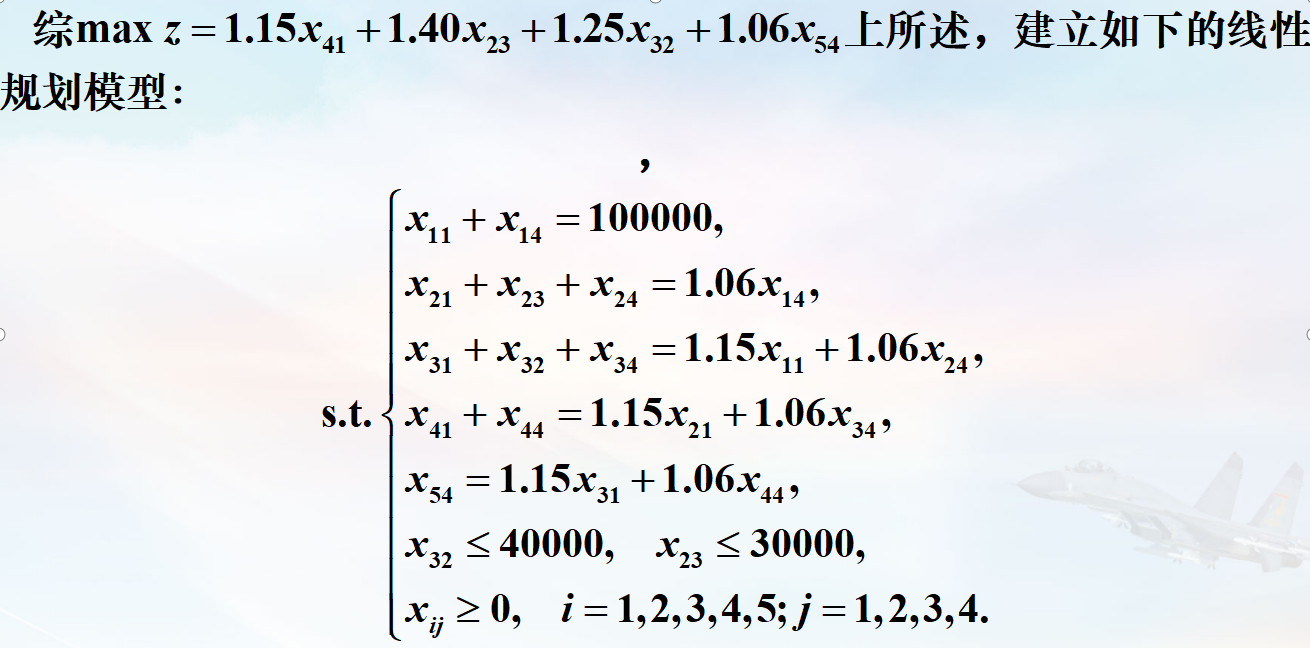 综max z = 1.15x₄₁ + 1.40x₂₃ + 1.25x₃₂ + 1.06x₅₄上所述，建立如下的线性
规划模型：
，
x₁₁ + x₁₄ = 100000,
x₂₁ + x₂₃ + x₂₄ = 1.06x₁₄,
x₃₁ + x₃₂ + x₃₄ = 1.15x₁₁ + 1.06x₂₄,
s.t. { x₄₁ + x₄₄ = 1.15x₂₁ + 1.06x₃₄,
x₅₄ = 1.15x₃₁ + 1.06x₄₄,
x₃₂ ≤ 40000, x₂₃ ≤ 30000,
xᵢⱼ ≥ 0, i = 1,2,3,4,5; j = 1,2,3,4.